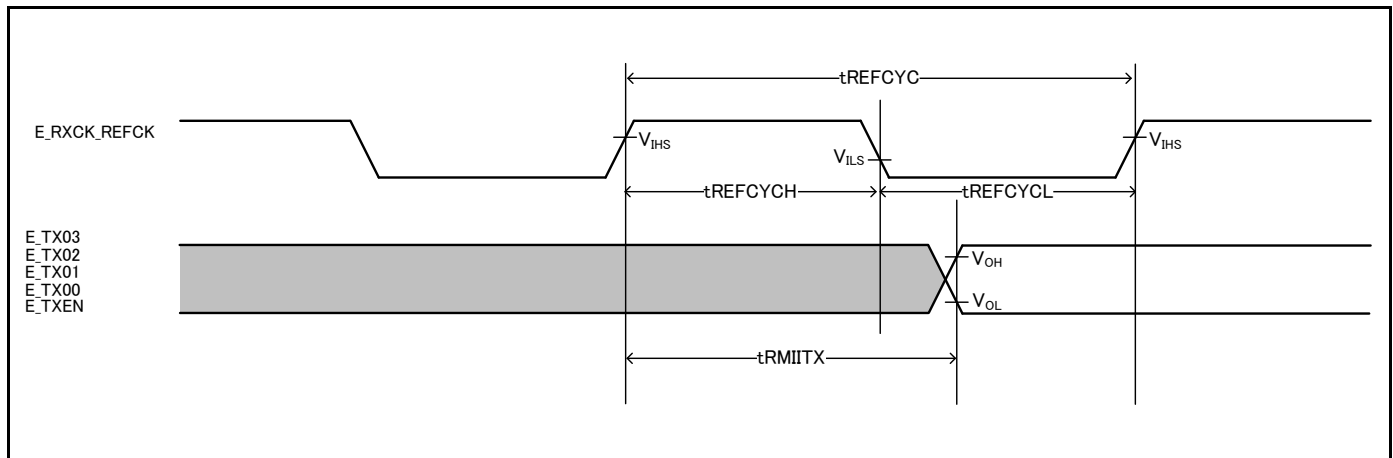 tREFCYC
E_RXCK_REFCK
VIHS
VILS
VIHS
tREFCYCH
tREFCYCL
E_TX03
E_TX02
E_TX01
E_TX00
E_TXEN
VOH
VOL
tRMIITX